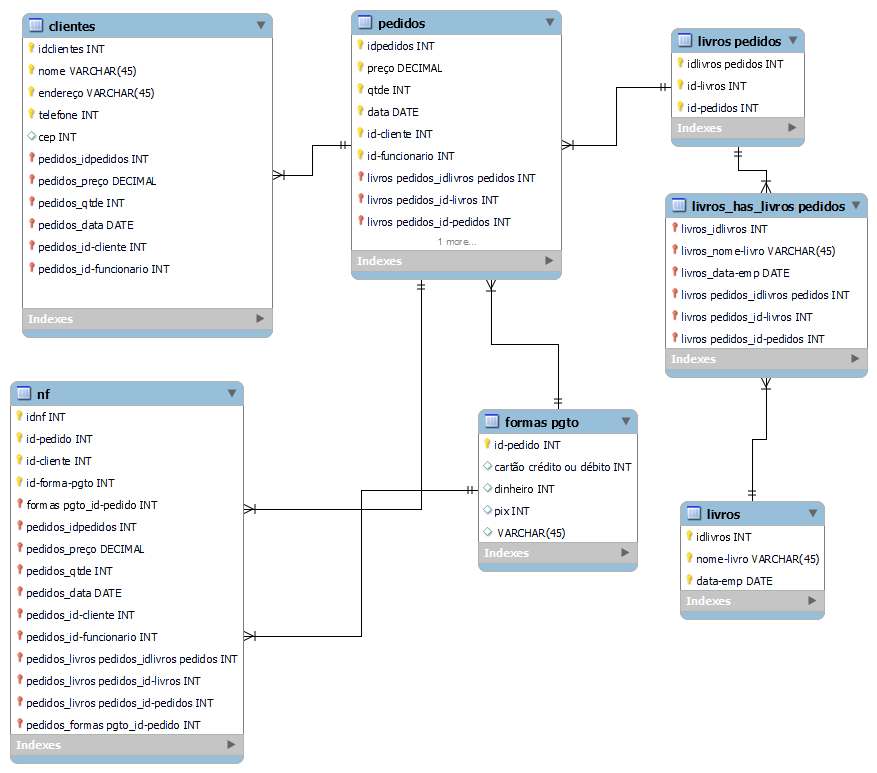 clientes
idclientes INT
nome VARCHAR(45)
endereço VARCHAR(45)
telefone INT
cep INT
pedidos_idpedidos INT
pedidos_preço DECIMAL
pedidos_qtde INT
pedidos_data DATE
pedidos_id-cliente INT
pedidos_id-funcionario INT
Indexes
pedidos
idpedidos INT
preço DECIMAL
qtde INT
data DATE
id-cliente INT
id-funcionario INT
livros pedidos_idlivros pedidos INT
livros pedidos_id-livros INT
livros pedidos_id-pedidos INT
1 more...
Indexes
livros pedidos
idlivros pedidos INT
id-livros INT
id-pedidos INT
Indexes
livros_has_livros pedidos
livros_idlivros INT
livros_nome-livro VARCHAR(45)
livros_data-emp DATE
livros pedidos_idlivros pedidos INT
livros pedidos_id-livros INT
livros pedidos_id-pedidos INT
Indexes
nf
idnf INT
id-pedido INT
id-cliente INT
id-forma-pgto INT
formas pgto_id-pedido INT
pedidos_idpedidos INT
pedidos_preço DECIMAL
pedidos_qtde INT
pedidos_data DATE
pedidos_id-cliente INT
pedidos_id-funcionario INT
pedidos_livros pedidos_idlivros pedidos INT
pedidos_livros pedidos_id-livros INT
pedidos_livros pedidos_id-pedidos INT
pedidos_formas pgto_id-pedido INT
Indexes
formas pgto
id-pedido INT
cartão crédito ou débito INT
dinheiro INT
pix INT
VARCHAR(45)
Indexes
livros
idlivros INT
nome-livro VARCHAR(45)
data-emp DATE
Indexes